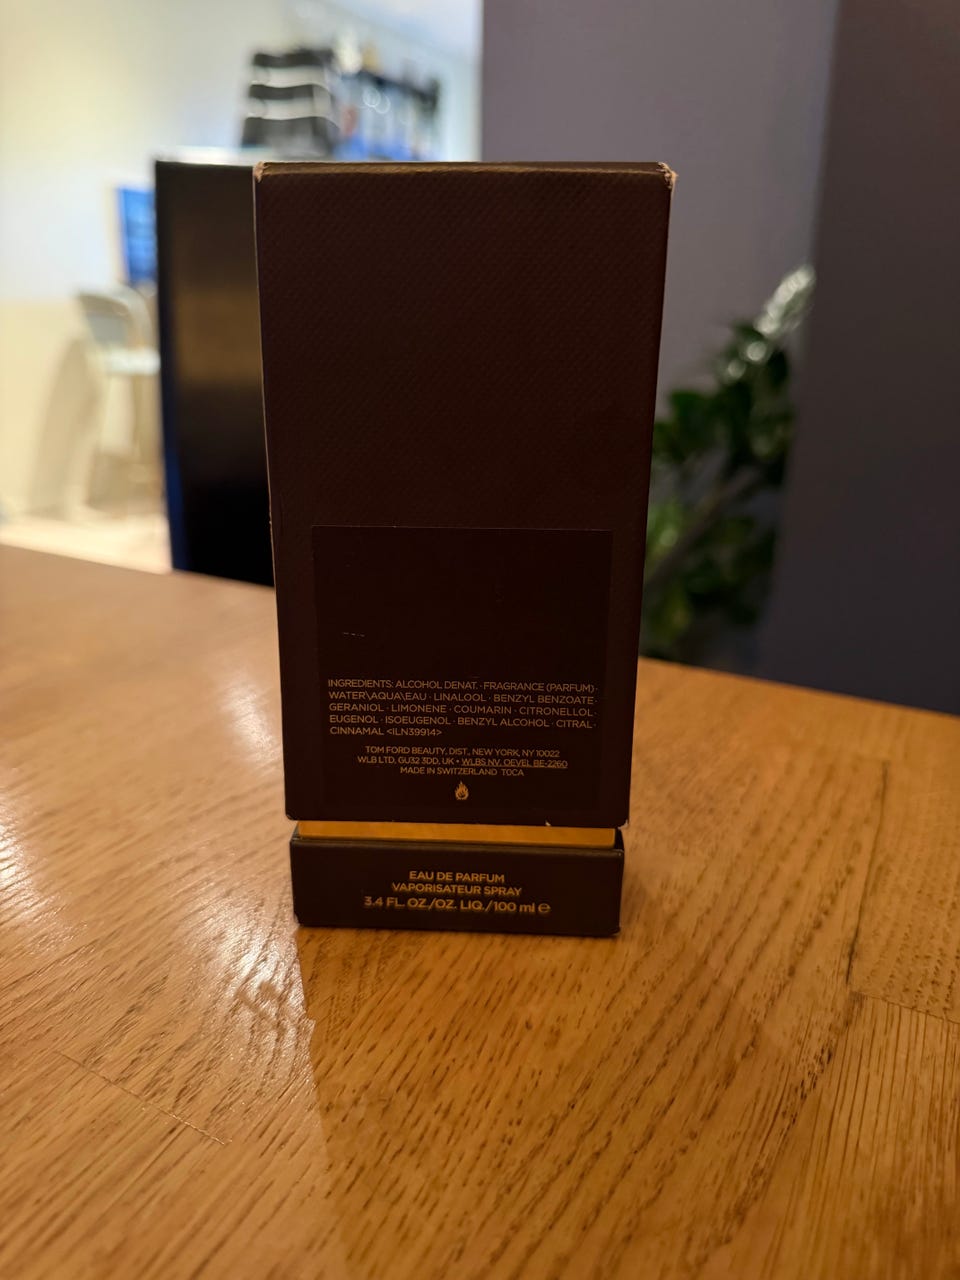 INGREDIENTS: ALCOHOL DENAT. · FRAGRANCE (PARFUM) ·
WATER\AQUA\EAU · LINALOOL · BENZYL BENZOATE ·
GERANIOL · LIMONENE · COUMARIN · CITRONELLOL ·
EUGENOL · ISOEUGENOL · BENZYL ALCOHOL · CITRAL ·
CINNAMAL <ILN39914>
TOM FORD BEAUTY, DIST., NEW YORK, NY 10022
WLB LTD, GU32 3DD, UK • WLBS NV. OEVEL BE-2260
MADE IN SWITZERLAND TOCA
EAU DE PARFUM
VAPORISATEUR SPRAY
3.4 FL. OZ./OZ. LIQ./100 ml ℮